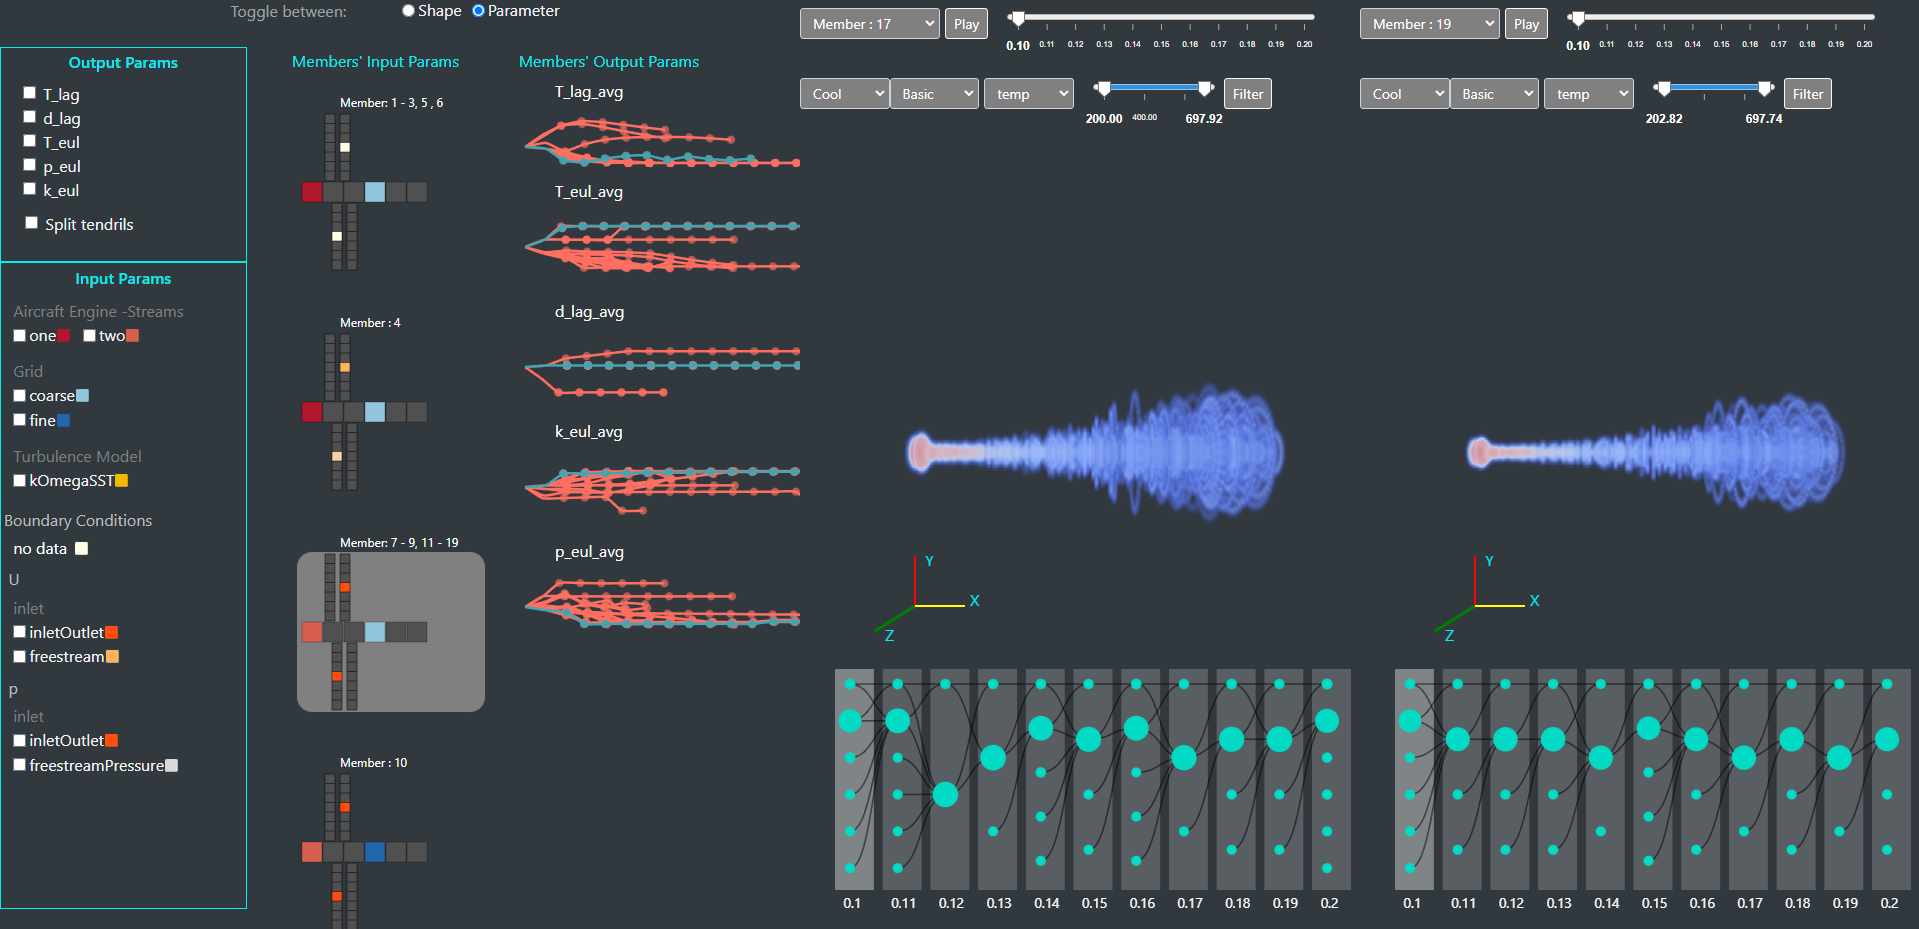 Toggle between:
Shape
Parameter
Output Params
T_lag
d_lag
T_eul
p_eul
k_eul
Split tendrils
Input Params
Aircraft Engine -Streams
one
two
Grid
coarse
fine
Turbulence Model
kOmegaSST
Boundary Conditions
no data
U
inlet
inletOutlet
freestream
p
inlet
inletOutlet
freestreamPressure
Members' Input Params
Member: 1 - 3, 5 , 6
Member : 4
Member: 7 - 9, 11 - 19
Member : 10
Members' Output Params
T_lag_avg
T_eul_avg
d_lag_avg
k_eul_avg
p_eul_avg
Member : 17
Play
0.10 0.11 0.12 0.13 0.14 0.15 0.16 0.17 0.18 0.19 0.20
Cool
Basic
temp
200.00 400.00 697.92
Filter
Y
X
Z
0.1 0.11 0.12 0.13 0.14 0.15 0.16 0.17 0.18 0.19 0.2
Member : 19
Play
0.10 0.11 0.12 0.13 0.14 0.15 0.16 0.17 0.18 0.19 0.20
Cool
Basic
temp
202.82 697.74
Filter
Y
X
Z
0.1 0.11 0.12 0.13 0.14 0.15 0.16 0.17 0.18 0.19 0.2